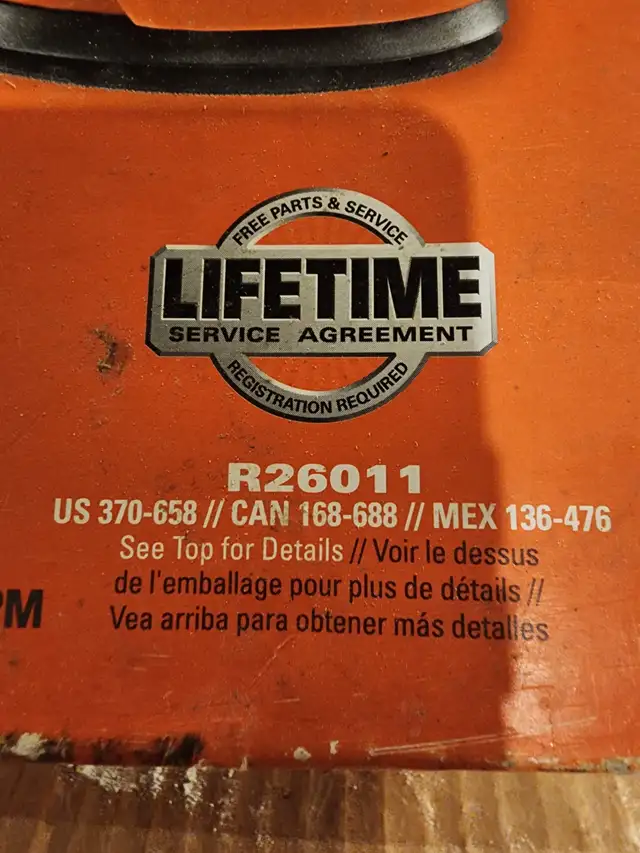 FREE PARTS & SERVICE
LIFETIME
SERVICE AGREEMENT
REGISTRATION REQUIRED
R26011
US 370-658 // CAN 168-688 // MEX 136-476
See Top for Details // Voir le dessus
de l'emballage pour plus de détails //
PM
Vea arriba para obtener más detalles